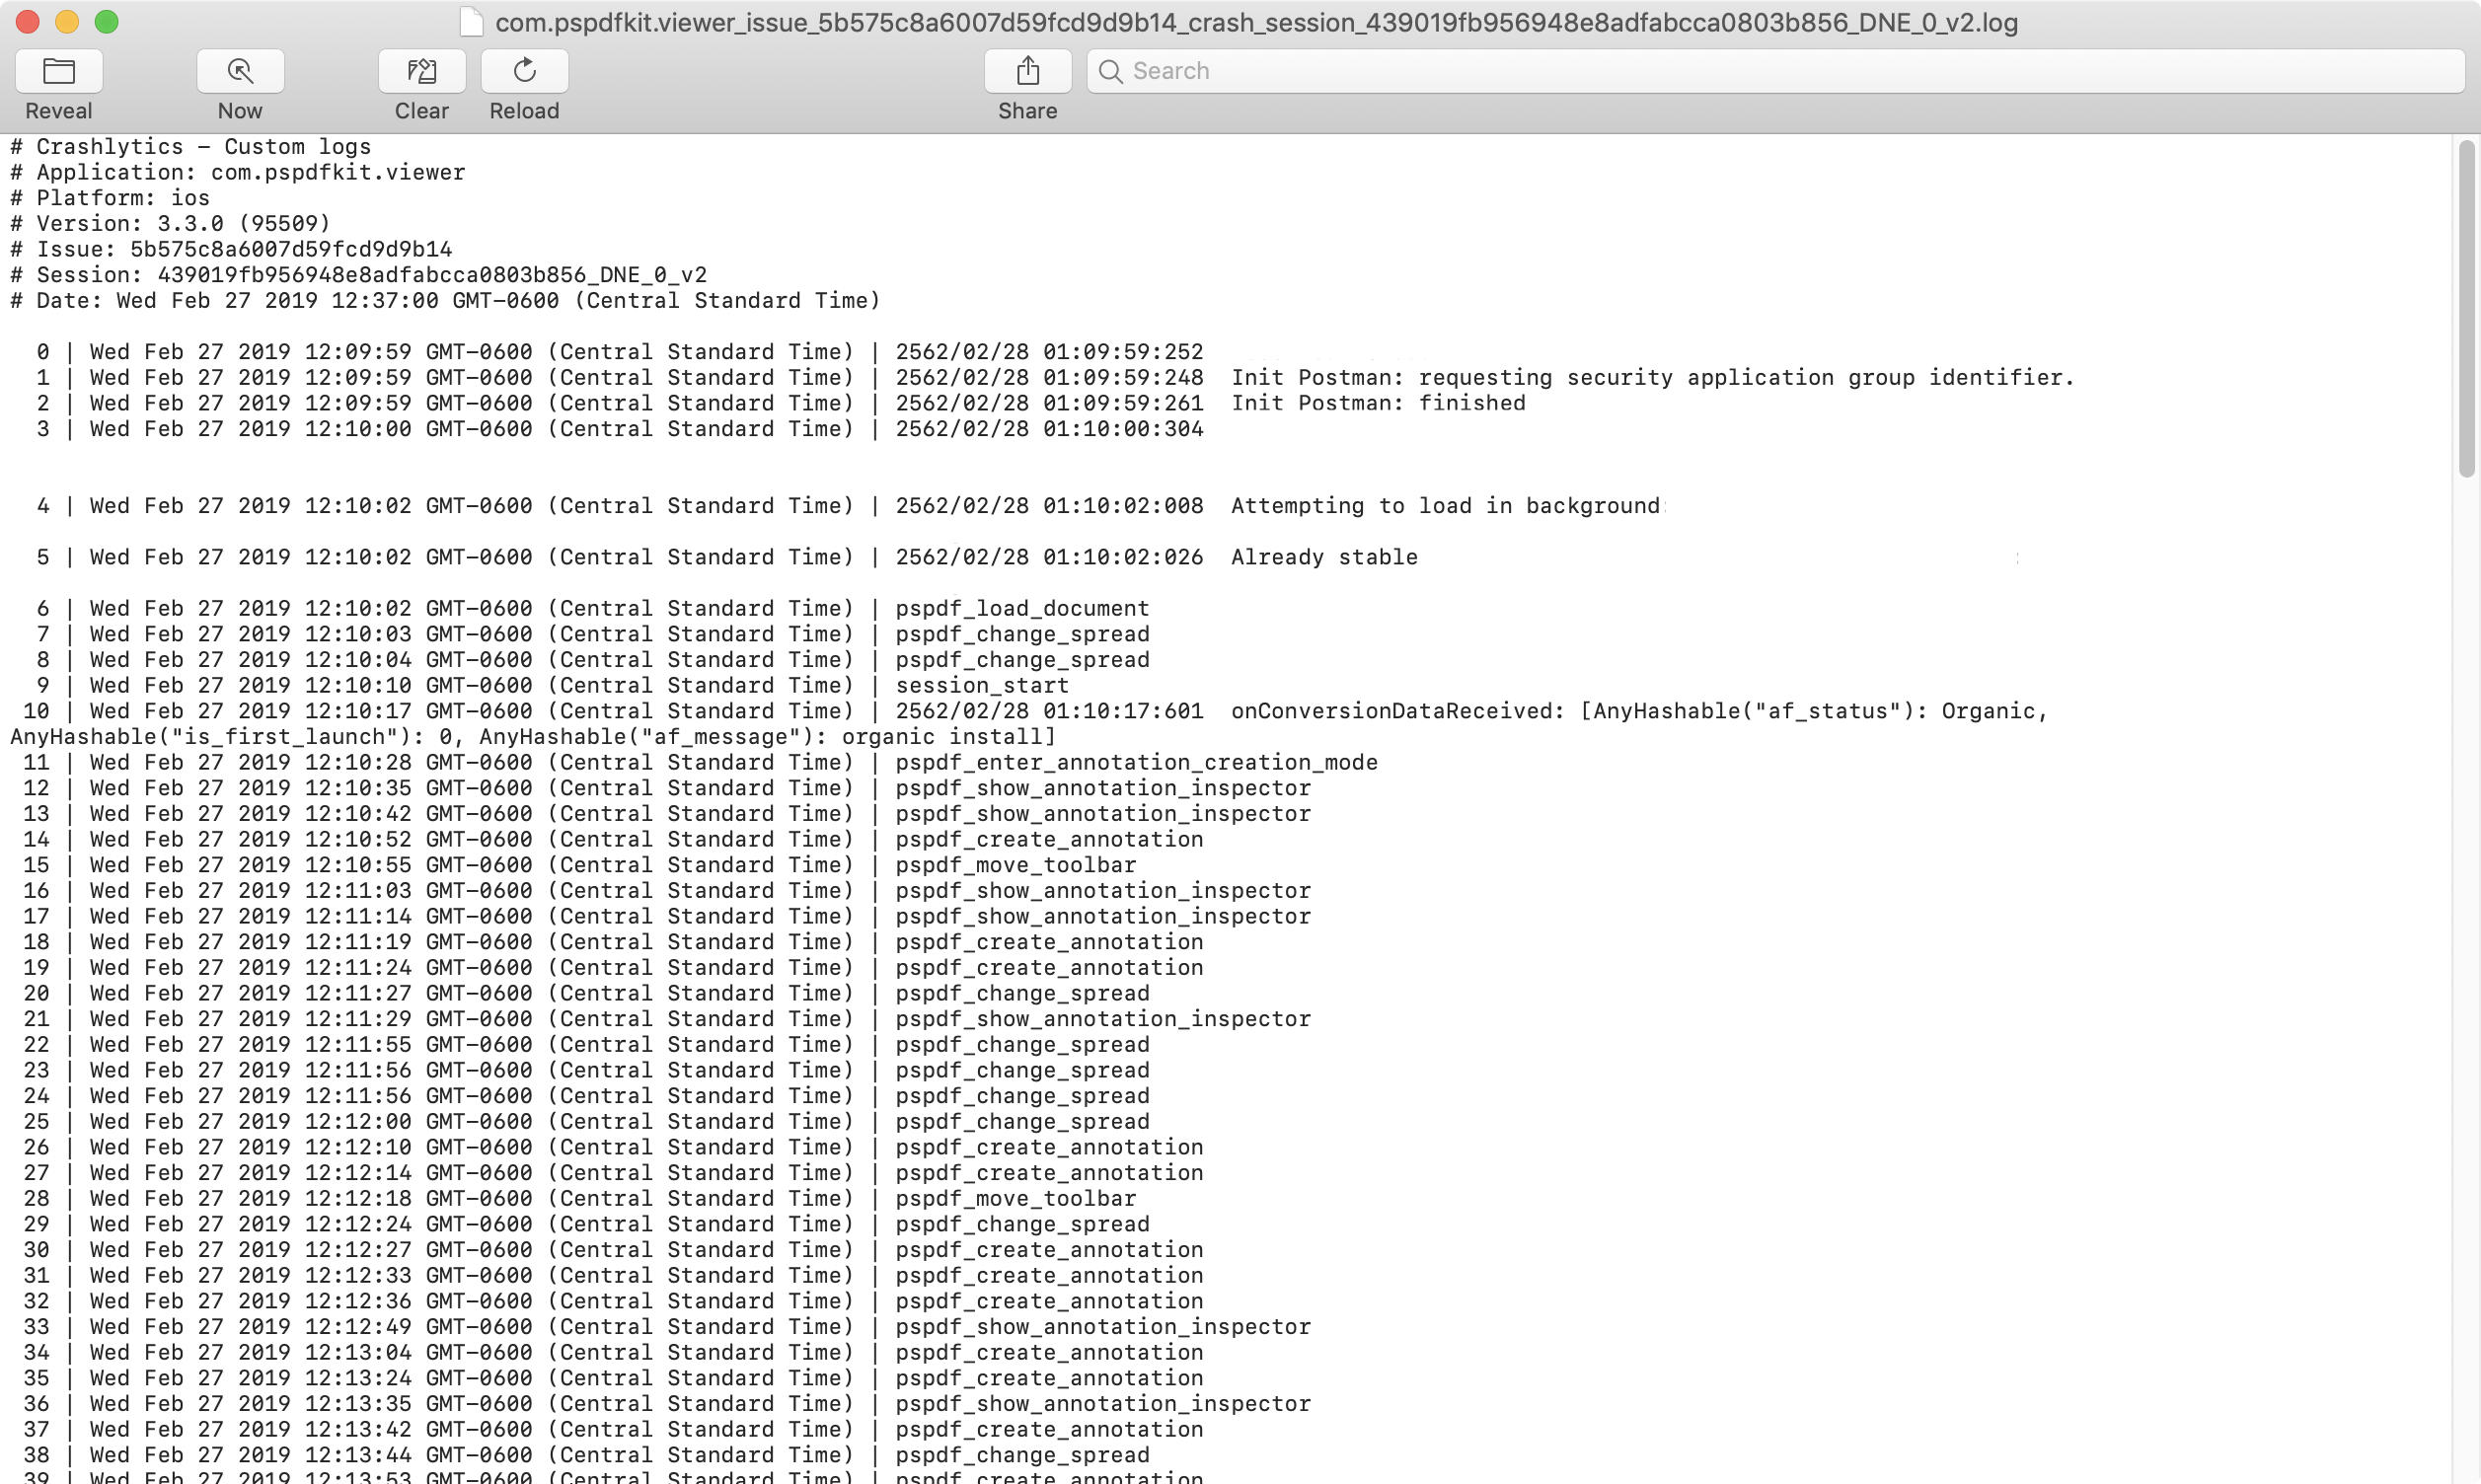 com.pspdfkit.viewer_issue_5b575c8a6007d59fcd9d9b14_crash_session_439019fb956948e8adfabcca0803b856_DNE_0_v2.log
Reveal Now Clear Reload Share Search
# Crashlytics – Custom logs
# Application: com.pspdfkit.viewer
# Platform: ios
# Version: 3.3.0 (95509)
# Issue: 5b575c8a6007d59fcd9d9b14
# Session: 439019fb956948e8adfabcca0803b856_DNE_0_v2
# Date: Wed Feb 27 2019 12:37:00 GMT-0600 (Central Standard Time)
0 | Wed Feb 27 2019 12:09:59 GMT-0600 (Central Standard Time) | 2562/02/28 01:09:59:252
1 | Wed Feb 27 2019 12:09:59 GMT-0600 (Central Standard Time) | 2562/02/28 01:09:59:248 Init Postman: requesting security application group identifier.
2 | Wed Feb 27 2019 12:09:59 GMT-0600 (Central Standard Time) | 2562/02/28 01:09:59:261 Init Postman: finished
3 | Wed Feb 27 2019 12:10:00 GMT-0600 (Central Standard Time) | 2562/02/28 01:10:00:304
4 | Wed Feb 27 2019 12:10:02 GMT-0600 (Central Standard Time) | 2562/02/28 01:10:02:008 Attempting to load in background
5 | Wed Feb 27 2019 12:10:02 GMT-0600 (Central Standard Time) | 2562/02/28 01:10:02:026 Already stable
6 | Wed Feb 27 2019 12:10:02 GMT-0600 (Central Standard Time) | pspdf_load_document
7 | Wed Feb 27 2019 12:10:03 GMT-0600 (Central Standard Time) | pspdf_change_spread
8 | Wed Feb 27 2019 12:10:04 GMT-0600 (Central Standard Time) | pspdf_change_spread
9 | Wed Feb 27 2019 12:10:10 GMT-0600 (Central Standard Time) | session_start
10 | Wed Feb 27 2019 12:10:17 GMT-0600 (Central Standard Time) | 2562/02/28 01:10:17:601 onConversionDataReceived: [AnyHashable("af_status"): Organic,
AnyHashable("is_first_launch"): 0, AnyHashable("af_message"): organic install]
11 | Wed Feb 27 2019 12:10:28 GMT-0600 (Central Standard Time) | pspdf_enter_annotation_creation_mode
12 | Wed Feb 27 2019 12:10:35 GMT-0600 (Central Standard Time) | pspdf_show_annotation_inspector
13 | Wed Feb 27 2019 12:10:42 GMT-0600 (Central Standard Time) | pspdf_show_annotation_inspector
14 | Wed Feb 27 2019 12:10:52 GMT-0600 (Central Standard Time) | pspdf_create_annotation
15 | Wed Feb 27 2019 12:10:55 GMT-0600 (Central Standard Time) | pspdf_move_toolbar
16 | Wed Feb 27 2019 12:11:03 GMT-0600 (Central Standard Time) | pspdf_show_annotation_inspector
17 | Wed Feb 27 2019 12:11:14 GMT-0600 (Central Standard Time) | pspdf_show_annotation_inspector
18 | Wed Feb 27 2019 12:11:19 GMT-0600 (Central Standard Time) | pspdf_create_annotation
19 | Wed Feb 27 2019 12:11:24 GMT-0600 (Central Standard Time) | pspdf_create_annotation
20 | Wed Feb 27 2019 12:11:27 GMT-0600 (Central Standard Time) | pspdf_change_spread
21 | Wed Feb 27 2019 12:11:29 GMT-0600 (Central Standard Time) | pspdf_show_annotation_inspector
22 | Wed Feb 27 2019 12:11:55 GMT-0600 (Central Standard Time) | pspdf_change_spread
23 | Wed Feb 27 2019 12:11:56 GMT-0600 (Central Standard Time) | pspdf_change_spread
24 | Wed Feb 27 2019 12:11:56 GMT-0600 (Central Standard Time) | pspdf_change_spread
25 | Wed Feb 27 2019 12:12:00 GMT-0600 (Central Standard Time) | pspdf_change_spread
26 | Wed Feb 27 2019 12:12:10 GMT-0600 (Central Standard Time) | pspdf_create_annotation
27 | Wed Feb 27 2019 12:12:14 GMT-0600 (Central Standard Time) | pspdf_create_annotation
28 | Wed Feb 27 2019 12:12:18 GMT-0600 (Central Standard Time) | pspdf_move_toolbar
29 | Wed Feb 27 2019 12:12:24 GMT-0600 (Central Standard Time) | pspdf_change_spread
30 | Wed Feb 27 2019 12:12:27 GMT-0600 (Central Standard Time) | pspdf_create_annotation
31 | Wed Feb 27 2019 12:12:33 GMT-0600 (Central Standard Time) | pspdf_create_annotation
32 | Wed Feb 27 2019 12:12:36 GMT-0600 (Central Standard Time) | pspdf_create_annotation
33 | Wed Feb 27 2019 12:12:49 GMT-0600 (Central Standard Time) | pspdf_show_annotation_inspector
34 | Wed Feb 27 2019 12:13:04 GMT-0600 (Central Standard Time) | pspdf_create_annotation
35 | Wed Feb 27 2019 12:13:24 GMT-0600 (Central Standard Time) | pspdf_create_annotation
36 | Wed Feb 27 2019 12:13:35 GMT-0600 (Central Standard Time) | pspdf_show_annotation_inspector
37 | Wed Feb 27 2019 12:13:42 GMT-0600 (Central Standard Time) | pspdf_create_annotation
38 | Wed Feb 27 2019 12:13:44 GMT-0600 (Central Standard Time) | pspdf_change_spread
39 | Wed Feb 27 2019 12:13:53 GMT-0600 (Central Standard Time) | pspdf_create_annotation